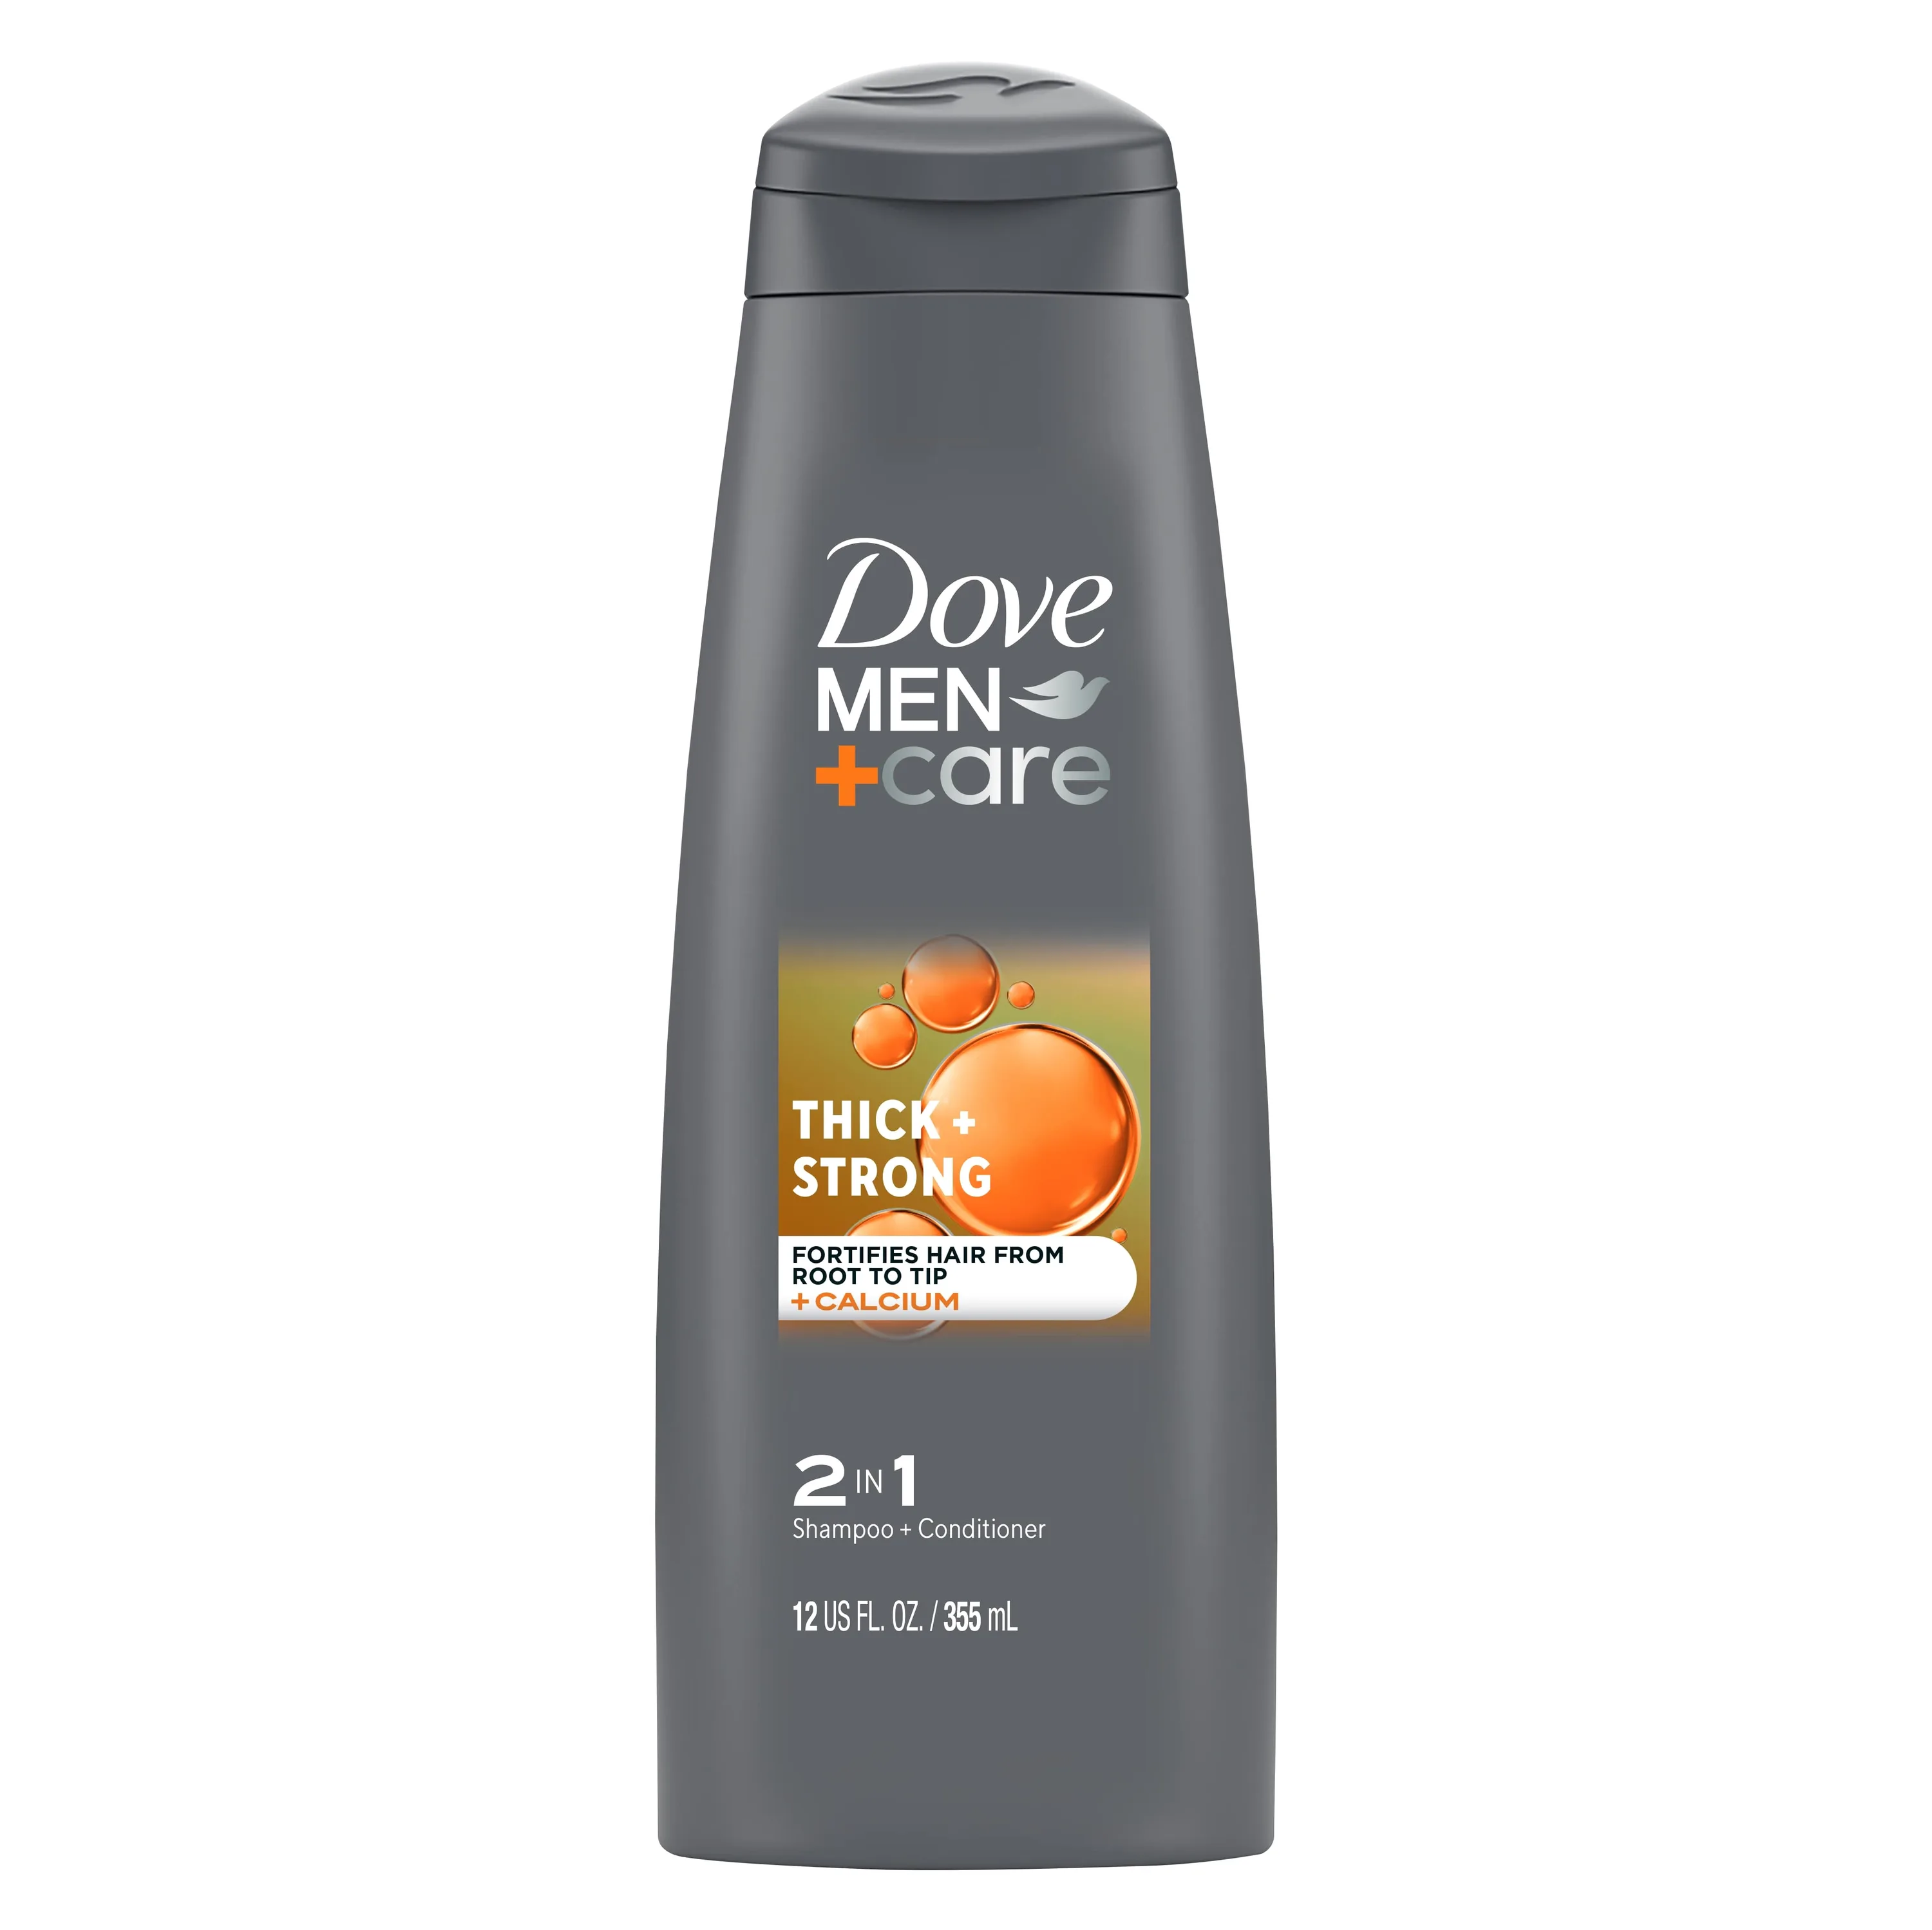 Dove
MEN
+care
THICK +
STRONG
FORTIFIES HAIR FROM
ROOT TO TIP
+ CALCIUM
2 IN 1
Shampoo + Conditioner
12 US FL. OZ. / 355 mL